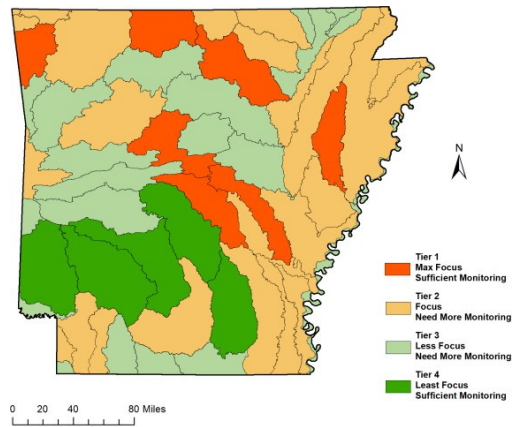 N
Tier 1
Max Focus
Sufficient Monitoring
Tier 2
Focus
Need More Monitoring
Tier 3
Less Focus
Need More Monitoring
Tier 4
Least Focus
Sufficient Monitoring
0 20 40 80 Miles